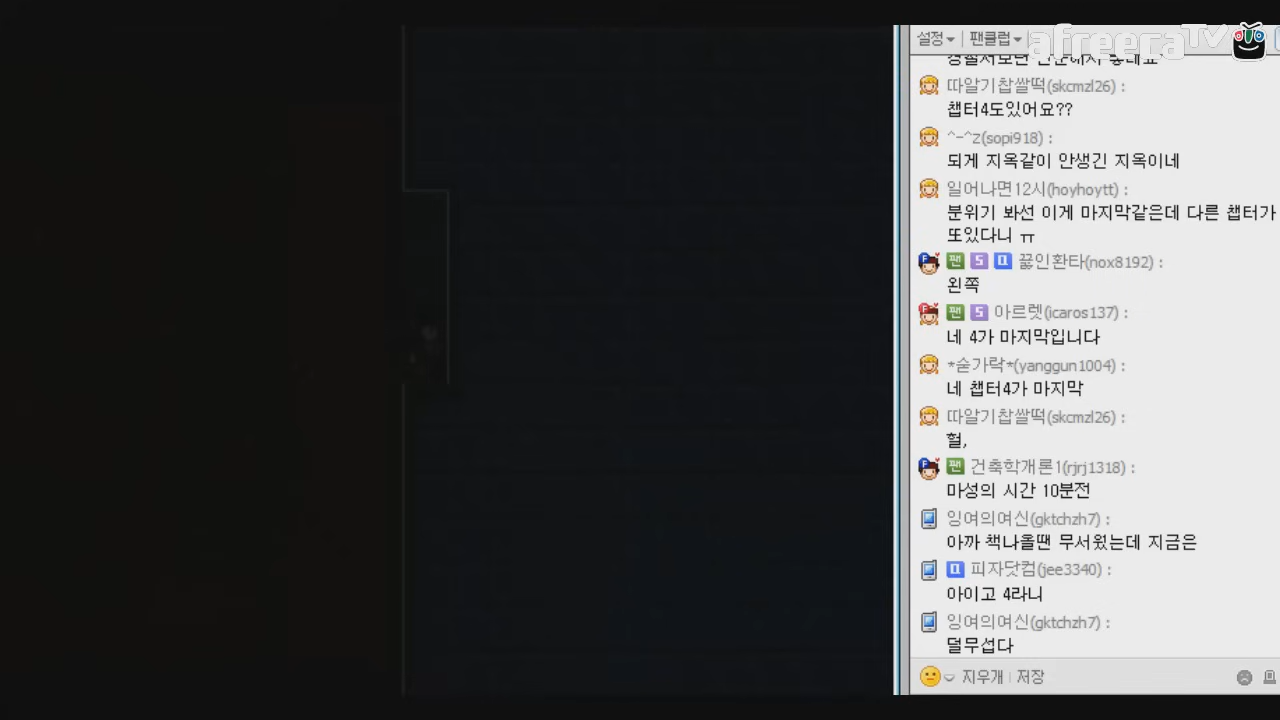 설정 팬클럽
afreecaTV
따알기찹쌀떡(skcmzl26) :
챕터4도있어요??
^-^z(sopi918) :
되게 지옥같이 안생긴 지옥이네
일어나면12시(hoyhoytt) :
분위기 봐선 이게 마지막같은데 다른 챕터가
또있다니 ㅠ
팬 S 끓인환타(nox8192) :
왼쪽
팬 S 아르렛(icaros137) :
네 4가 마지막입니다
*숟가락*(yanggun1004) :
네 챕터4가 마지막
따알기찹쌀떡(skcmzl26) :
헐,
팬 건축학개론1(rjrj1318) :
마성의 시간 10분전
잉여의여신(gktchzh7) :
아까 책나올땐 무서웠는데 지금은
피자닷컴(jee3340) :
아이고 4라니
잉여의여신(gktchzh7) :
덜무섭다
지우개 저장